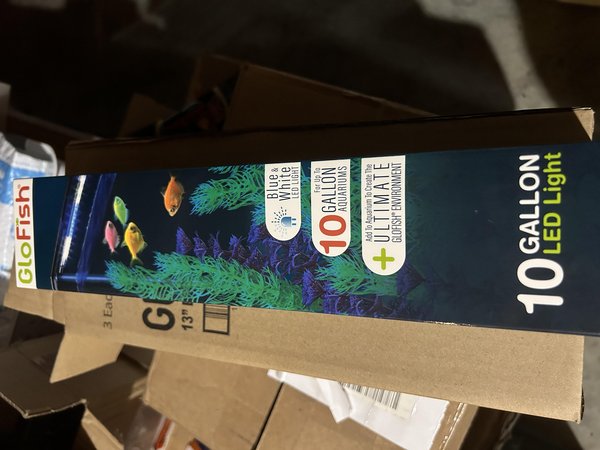 GloFish®
Blue &
White
LED LIGHT
For Up To
10 GALLON
AQUARIUMS
Add To Aquarium To Create The
+ ULTIMATE
GLOFISH® ENVIRONMENT
10 GALLON
LED Light
3 Eac
G
13"